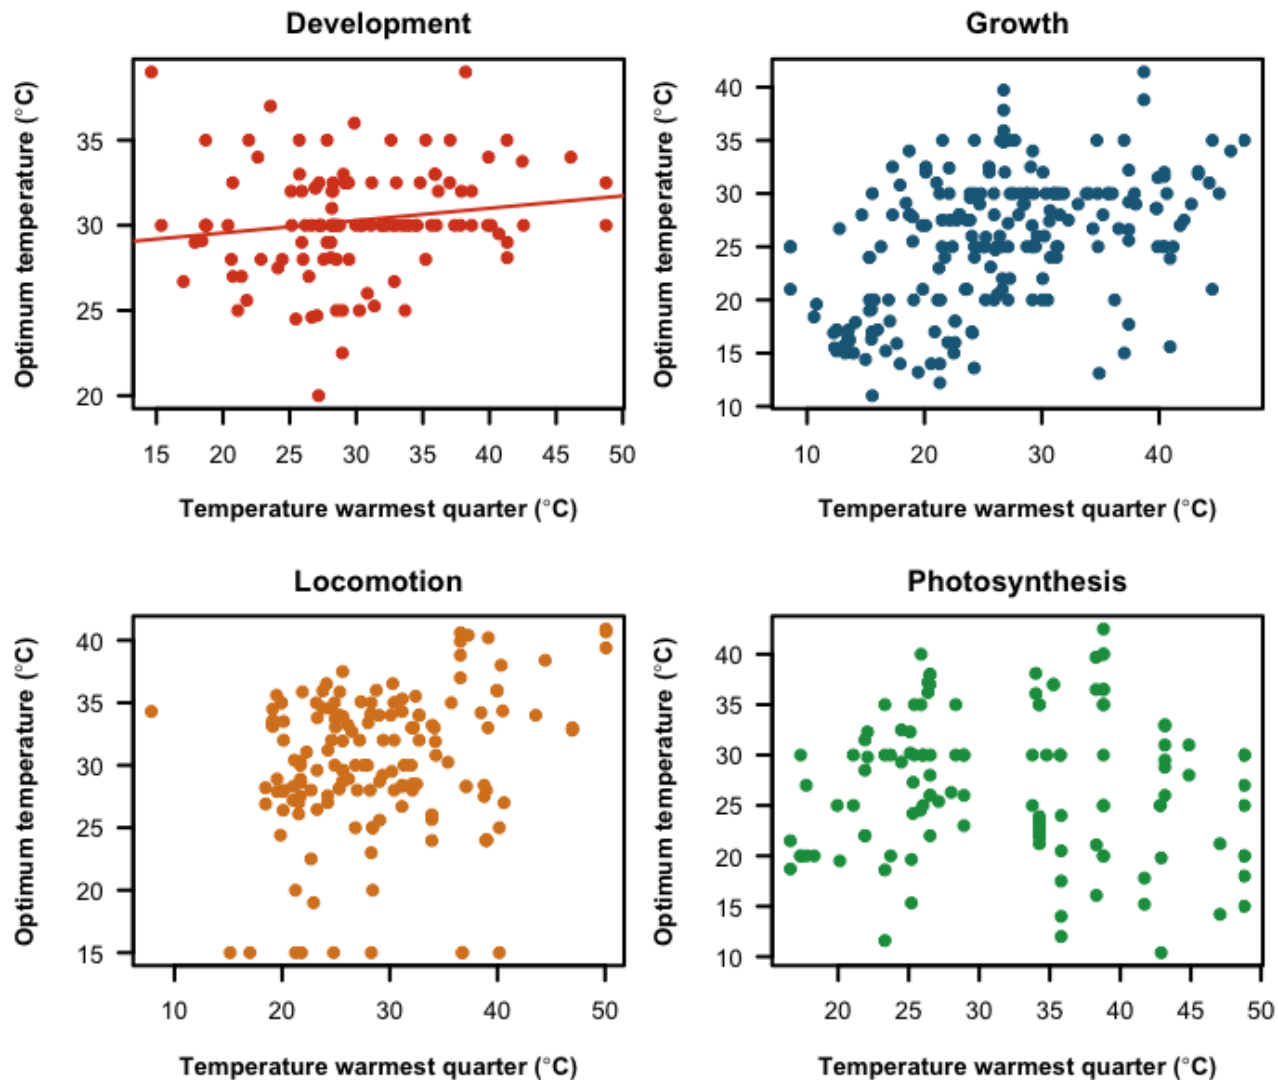 Development
Optimum temperature (°C)
35
30
25
20
15 20 25 30 35 40 45 50
Temperature warmest quarter (°C)
Growth
Optimum temperature (°C)
40
35
30
25
20
15
10
10 20 30 40
Temperature warmest quarter (°C)
Locomotion
Optimum temperature (°C)
40
35
30
25
20
15
10 20 30 40 50
Temperature warmest quarter (°C)
Photosynthesis
Optimum temperature (°C)
40
35
30
25
20
15
10
20 25 30 35 40 45 50
Temperature warmest quarter (°C)